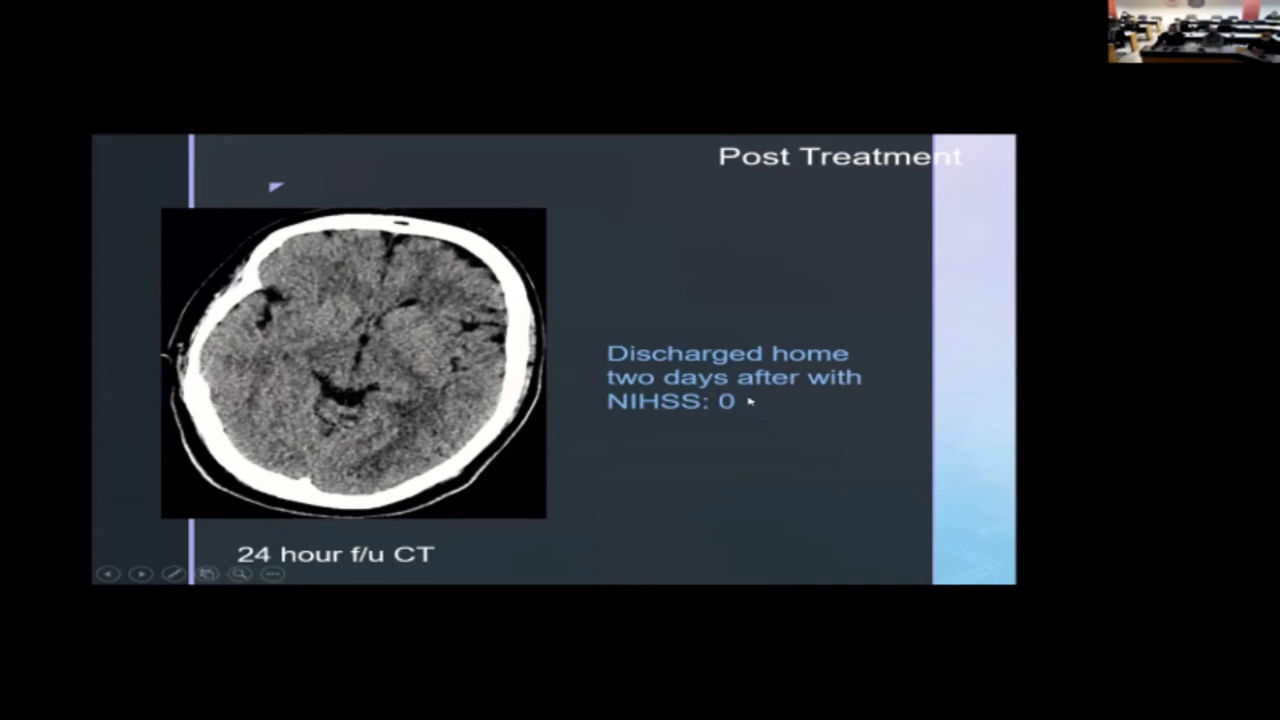 Post Treatment
Discharged home
two days after with
NIHSS: 0
24 hour f/u CT